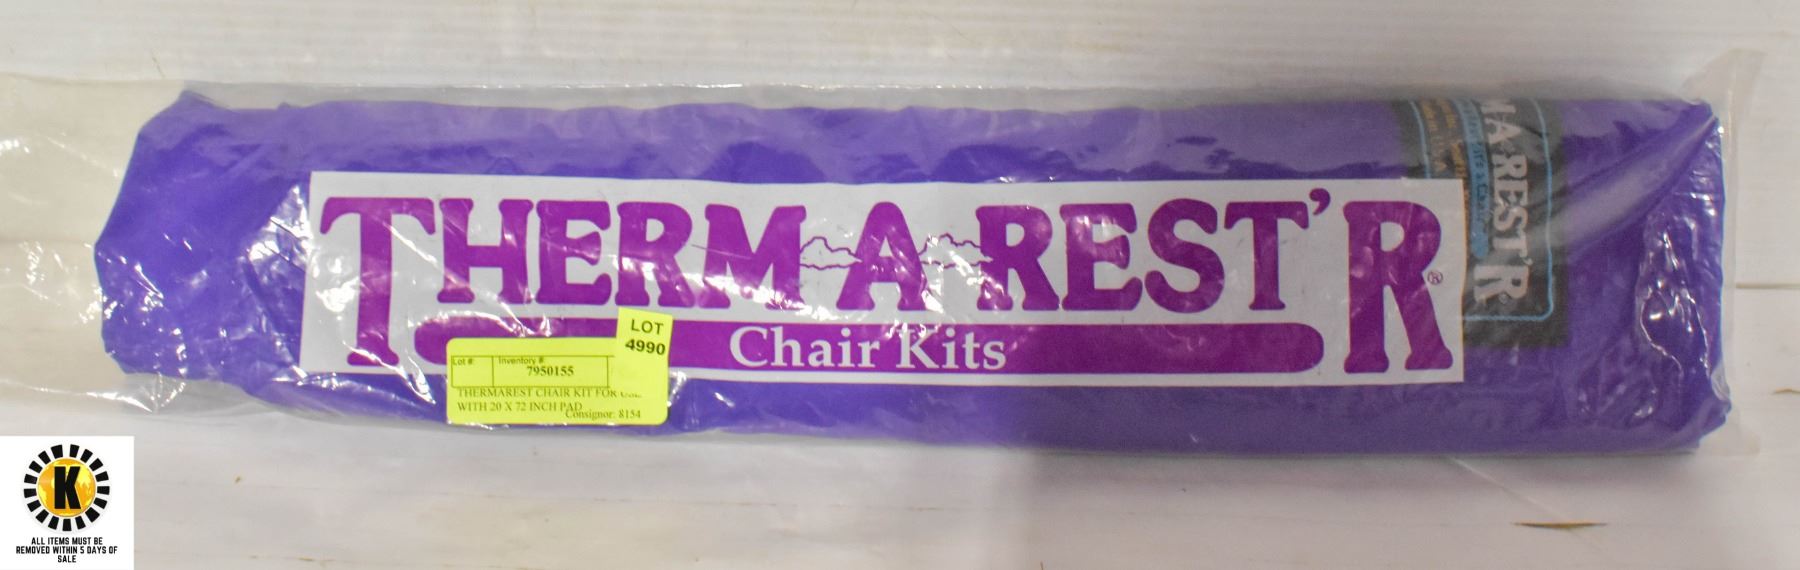 THERM-A-REST'R®
Chair Kits
LOT
4990
Lot #:
Inventory #:
7950155
THERMAREST CHAIR KIT FOR USE
WITH 20 X 72 INCH PAD
Consignor: 8154
M-A-REST'R
K
ALL ITEMS MUST BE
REMOVED WITHIN 5 DAYS OF
SALE